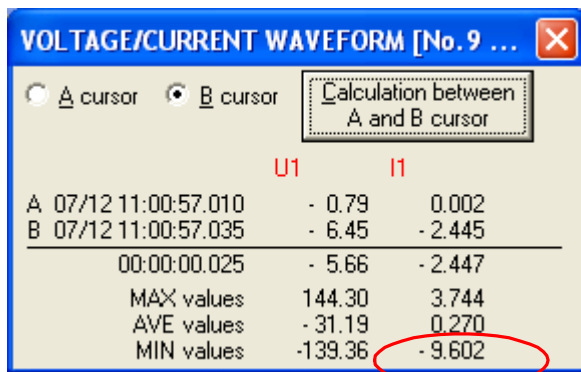 VOLTAGE/CURRENT WAVEFORM [No. 9 ...
A cursor B cursor Calculation between
A and B cursor
U1 I1
A 07/12 11:00:57.010 - 0.79 0.002
B 07/12 11:00:57.035 - 6.45 - 2.445
00:00:00.025 - 5.66 - 2.447
MAX values 144.30 3.744
AVE values - 31.19 0.270
MIN values -139.36 - 9.602